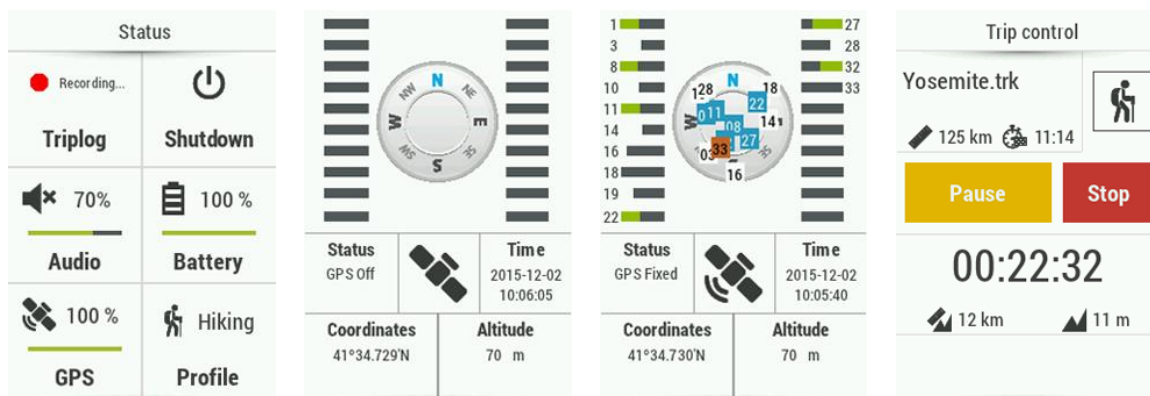 Status
Recording...
Triplog
Shutdown
70%
100 %
Audio
Battery
100 %
Hiking
GPS
Profile
N
NE
E
SE
S
SW
W
NW
Status
GPS Off
Time
2015-12-02
10:06:05
Coordinates
41°34.729'N
Altitude
70 m
1
3
8
10
11
14
16
18
19
22
27
28
32
33
N
W
SE
SW
28
18
22
11
14
08
27
03
33
16
Status
GPS Fixed
Time
2015-12-02
10:05:40
Coordinates
41°34.730'N
Altitude
70 m
Trip control
Yosemite.trk
125 km
11:14
Pause
Stop
00:22:32
12 km
11 m